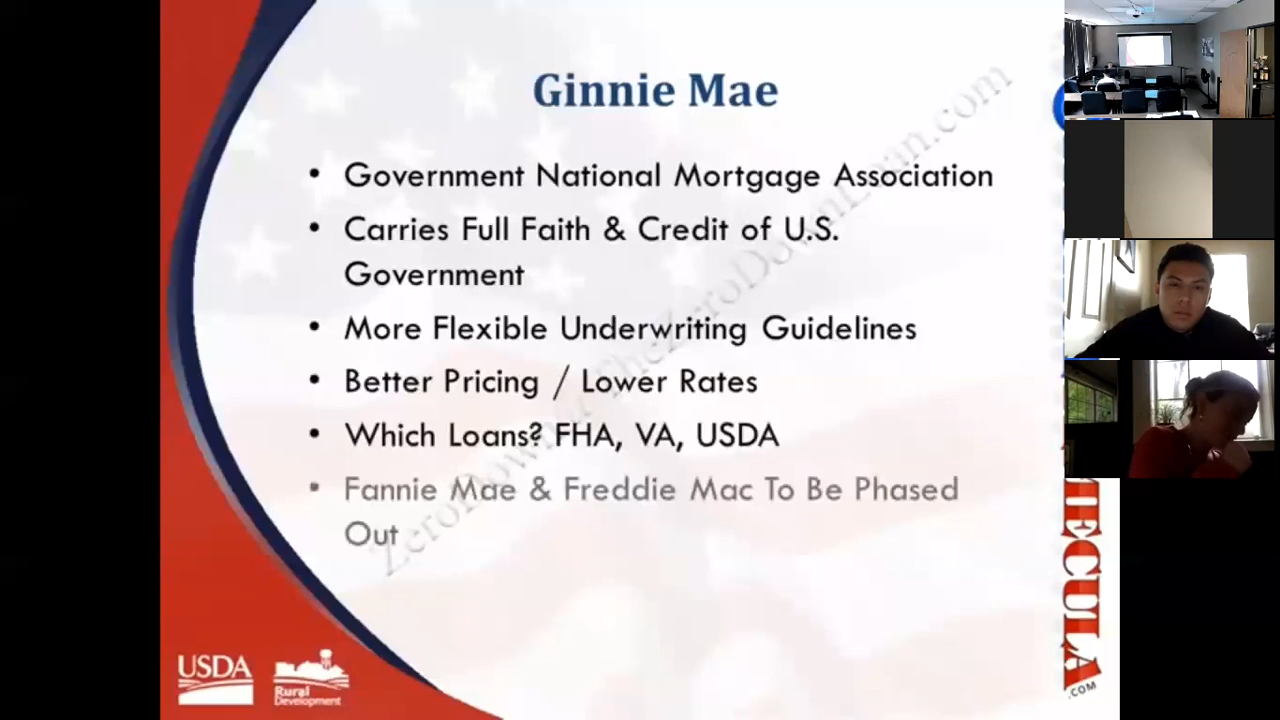 Ginnie Mae
• Government National Mortgage Association
• Carries Full Faith & Credit of U.S.
Government
• More Flexible Underwriting Guidelines
• Better Pricing / Lower Rates
• Which Loans? FHA, VA, USDA
• Fannie Mae & Freddie Mac To Be Phased
Out
USDA
Rural
Development
TECULA
.COM